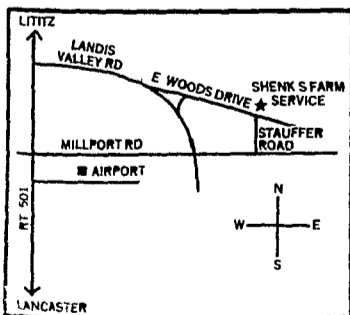 LITITZ
LANDIS
VALLEY RD
E WOODS DRIVE
SHENK S FARM
SERVICE
STAUFFER
ROAD
MILLPORT RD
AIRPORT
RT 501
N
W
E
S
LANCASTER